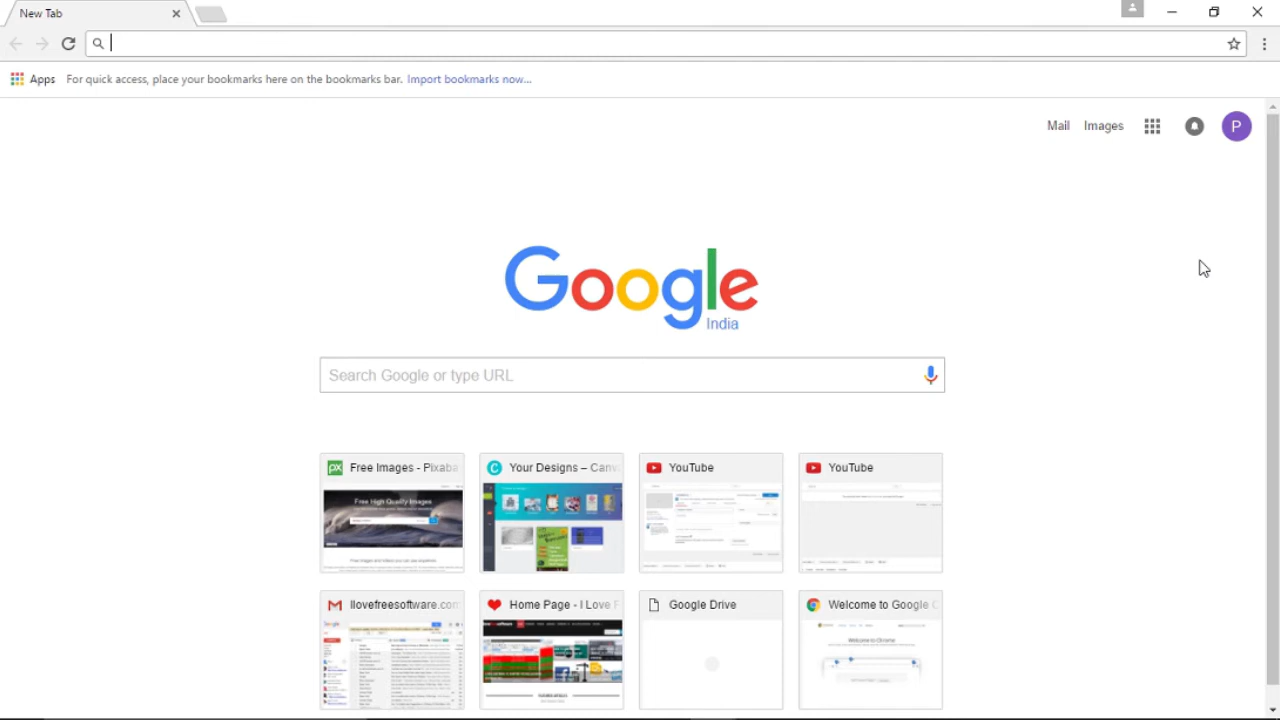 New Tab
Apps For quick access, place your bookmarks here on the bookmarks bar. Import bookmarks now...
Mail Images P
Google
India
Search Google or type URL
Free Images - Pixaba
Your Designs – Canv
YouTube
YouTube
Free High Quality Images
Ilovefreesoftware.com
Home Page - I Love F
Google Drive
Welcome to Google C
Welcome to Chrome